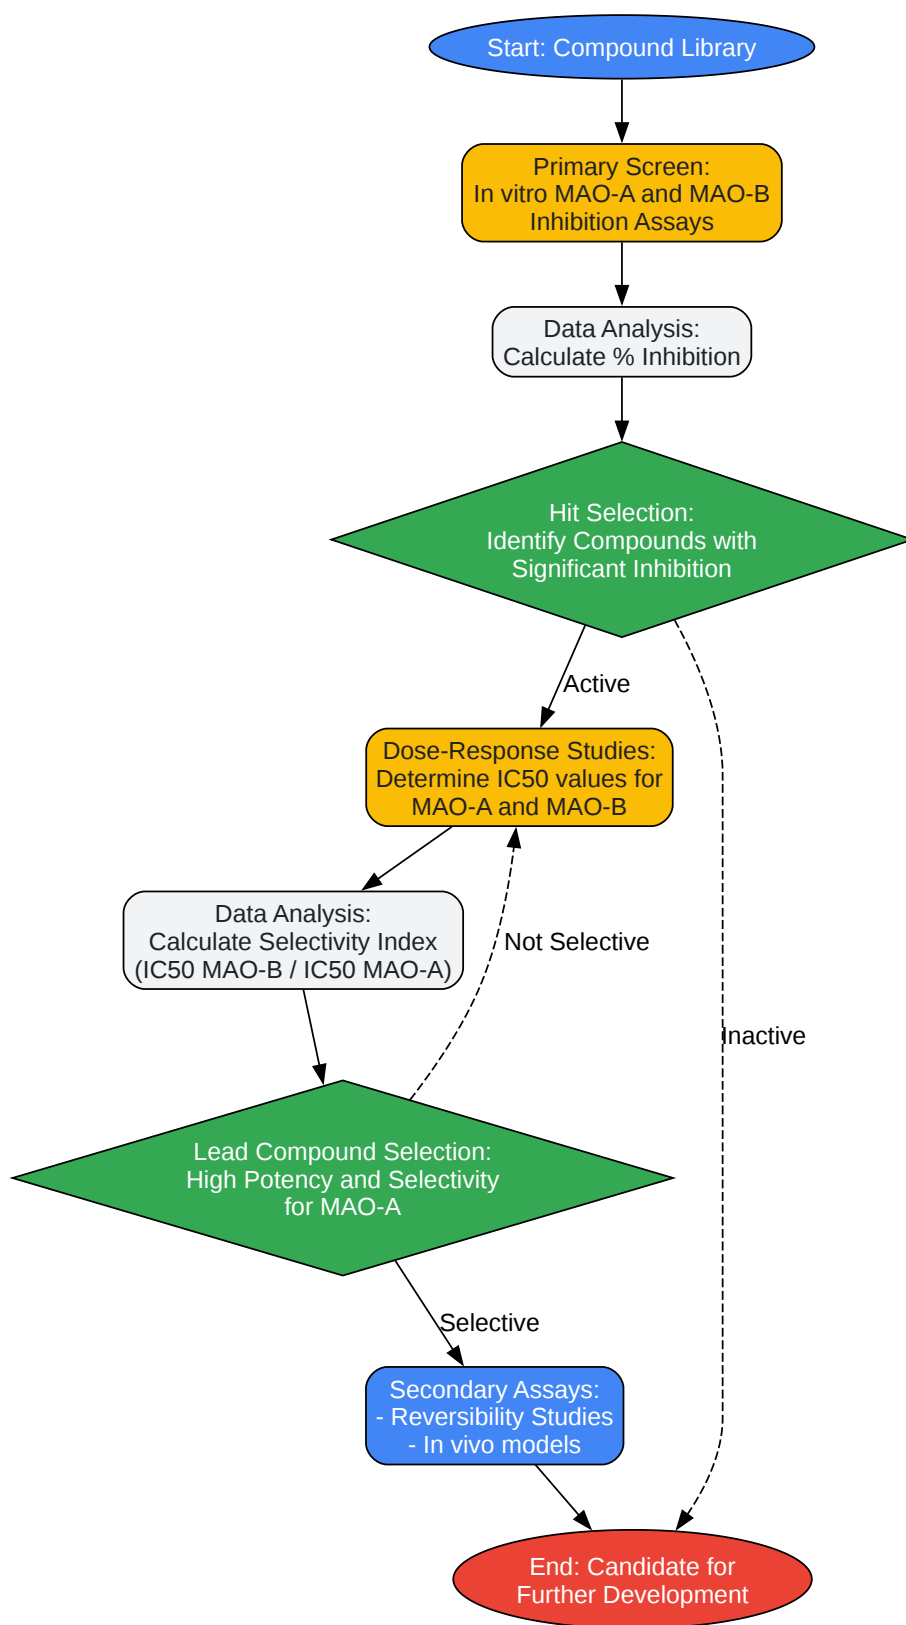 Start: Compound Library
Primary Screen:
In vitro MAO-A and MAO-B
Inhibition Assays
Data Analysis:
Calculate % Inhibition
Hit Selection:
Identify Compounds with
Significant Inhibition
Active
Dose-Response Studies:
Determine IC50 values for
MAO-A and MAO-B
Data Analysis:
Calculate Selectivity Index
(IC50 MAO-B / IC50 MAO-A)
Not Selective
Inactive
Lead Compound Selection:
High Potency and Selectivity
for MAO-A
Selective
Secondary Assays:
- Reversibility Studies
- In vivo models
End: Candidate for
Further Development